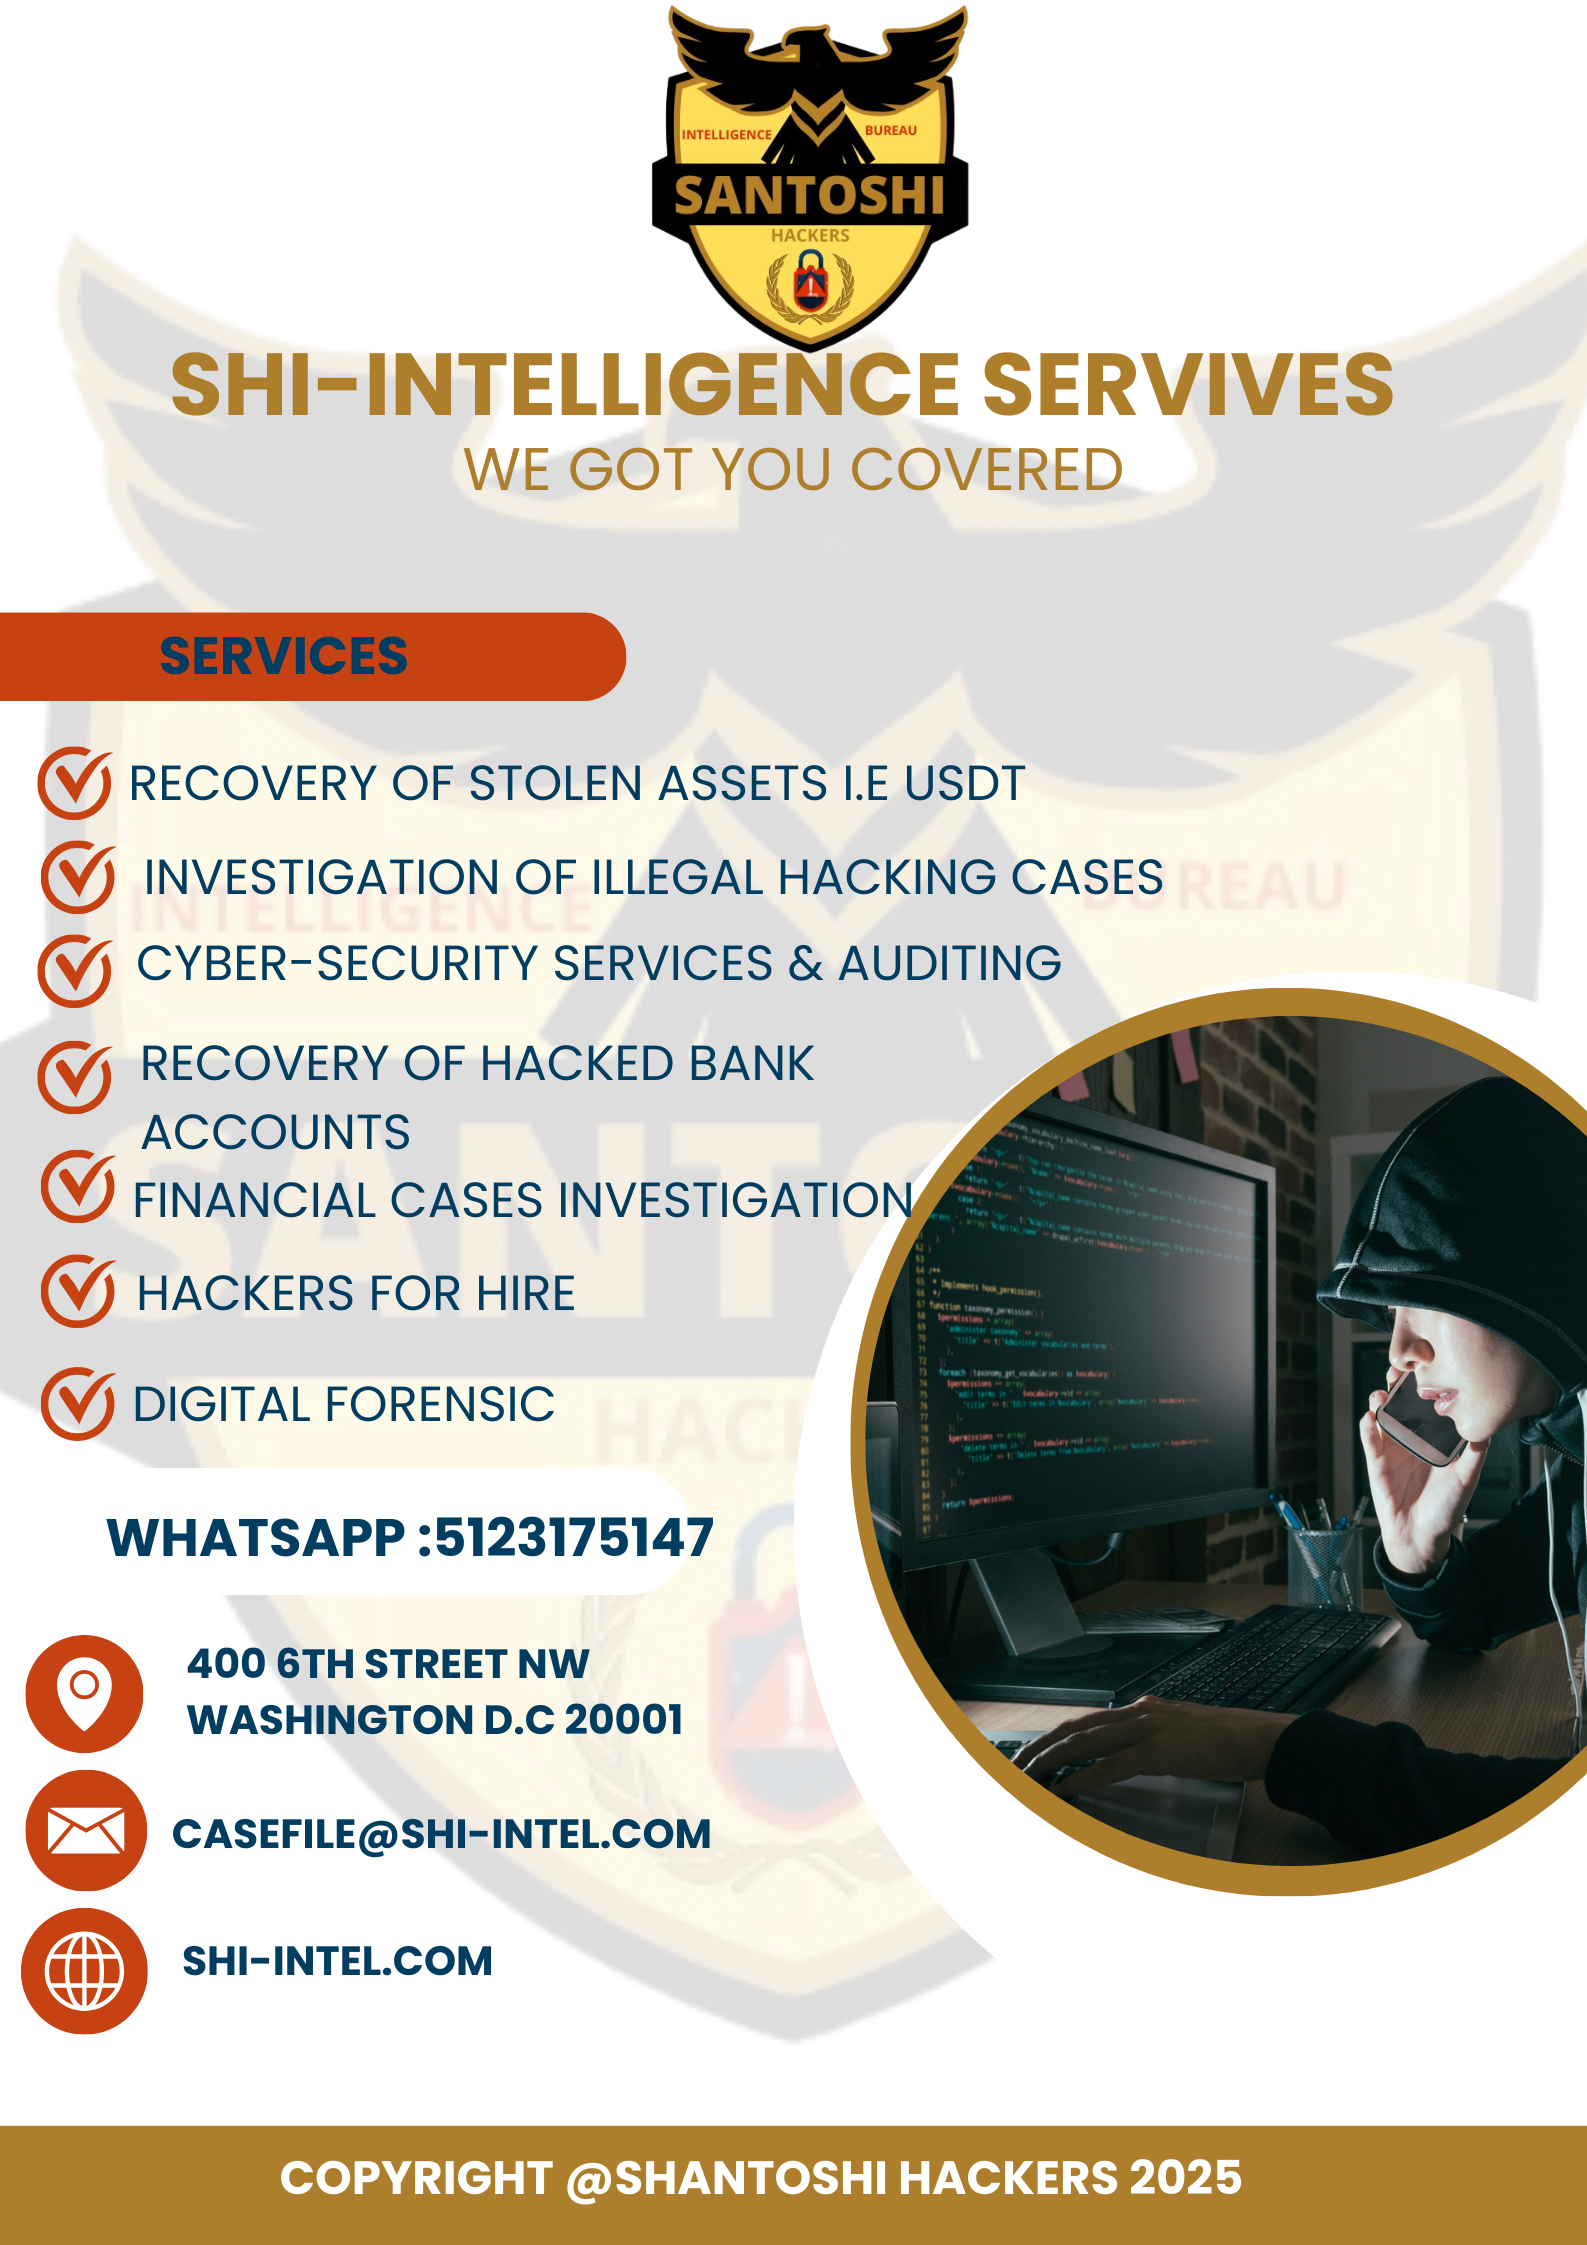 INTELLIGENCE BUREAU
SANTOSHI
HACKERS
SHI-INTELLIGENCE SERVIVES
WE GOT YOU COVERED
SERVICES
RECOVERY OF STOLEN ASSETS I.E USDT
INVESTIGATION OF ILLEGAL HACKING CASES
CYBER-SECURITY SERVICES & AUDITING
RECOVERY OF HACKED BANK
ACCOUNTS
FINANCIAL CASES INVESTIGATION
HACKERS FOR HIRE
DIGITAL FORENSIC
WHATSAPP :5123175147
400 6TH STREET NW
WASHINGTON D.C 20001
CASEFILE@SHI-INTEL.COM
SHI-INTEL.COM
COPYRIGHT @SHANTOSHI HACKERS 2025